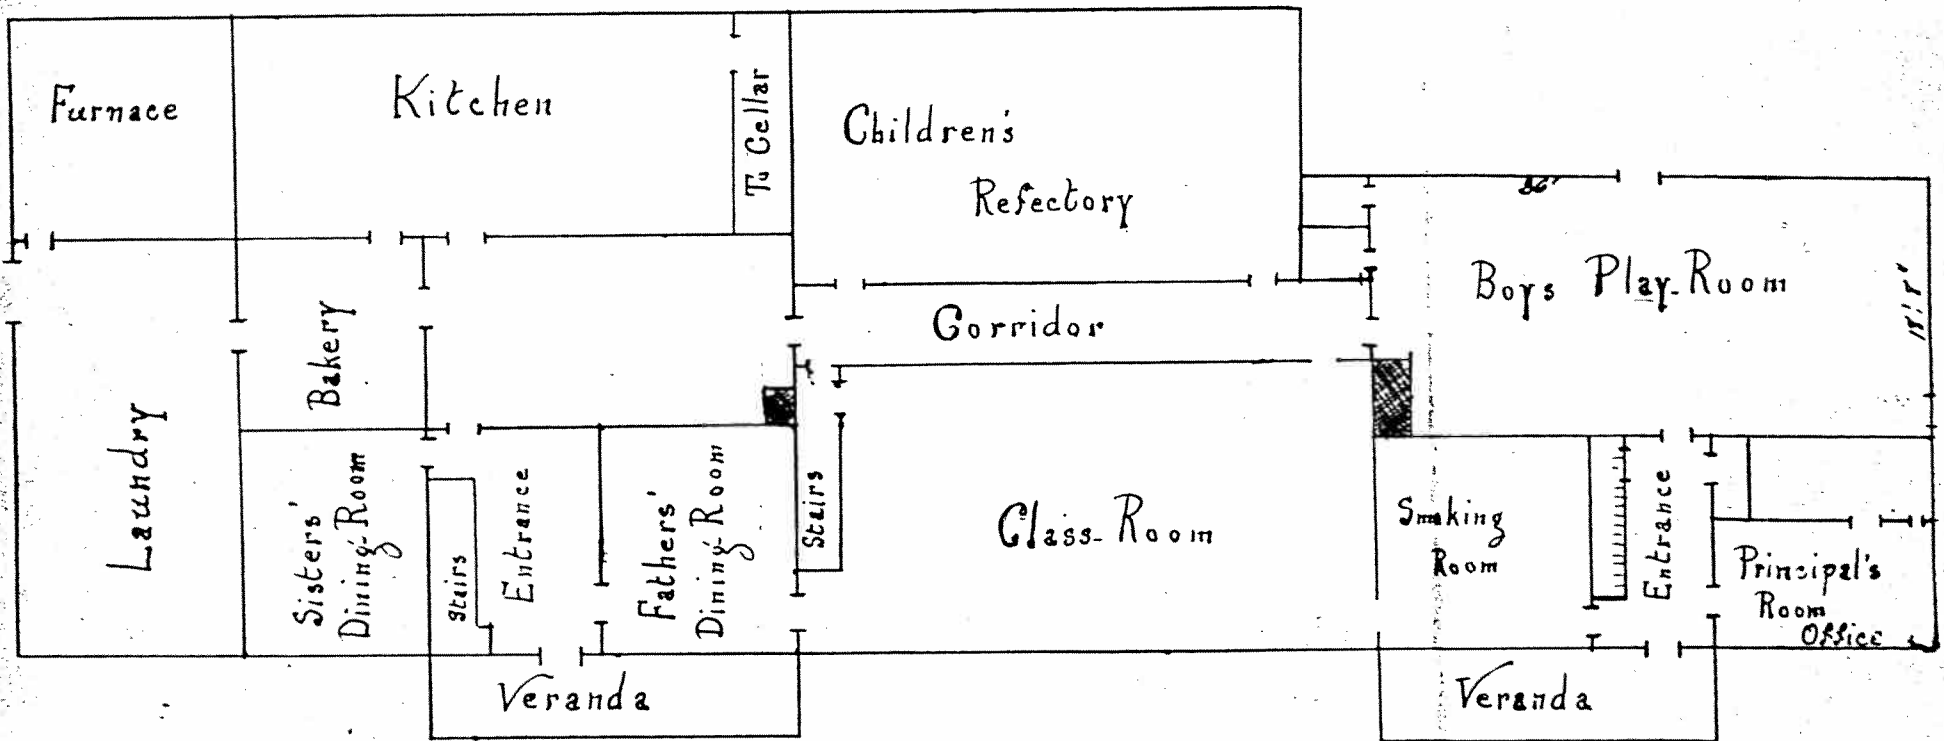 Furnace
Kitchen
To Cellar
Children's
Refectory
Boys Play-Room
Corridor
Bakery
Laundry
Sisters'
Dining-Room
Stairs
Entrance
Fathers'
Dining-Room
Stairs
Class-Room
Smoking
Room
Entrance
Principal's
Room
Office
Veranda
Veranda